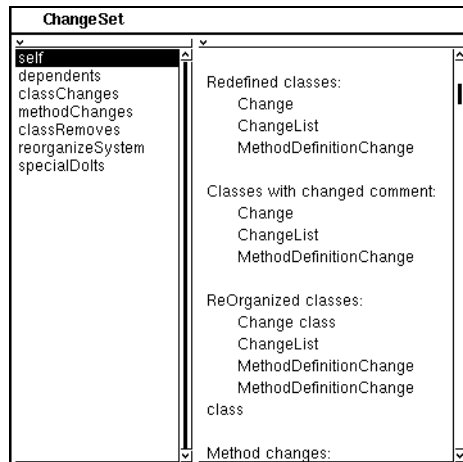 ChangeSet
self
dependents
classChanges
methodChanges
classRemoves
reorganizeSystem
specialDoIts
Redefined classes:
Change
ChangeList
MethodDefinitionChange
Classes with changed comment:
Change
ChangeList
MethodDefinitionChange
ReOrganized classes:
Change class
ChangeList
MethodDefinitionChange
MethodDefinitionChange
class
Method changes: